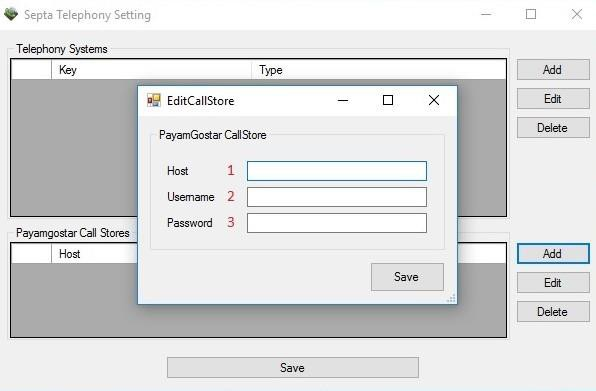 Septa Telephony Setting
Telephony Systems
Key Type
Add
Edit
Delete
EditCallStore
PayamGostar CallStore
Host 1
Username 2
Password 3
Save
Payamgostar Call Stores
Host
Add
Edit
Delete
Save